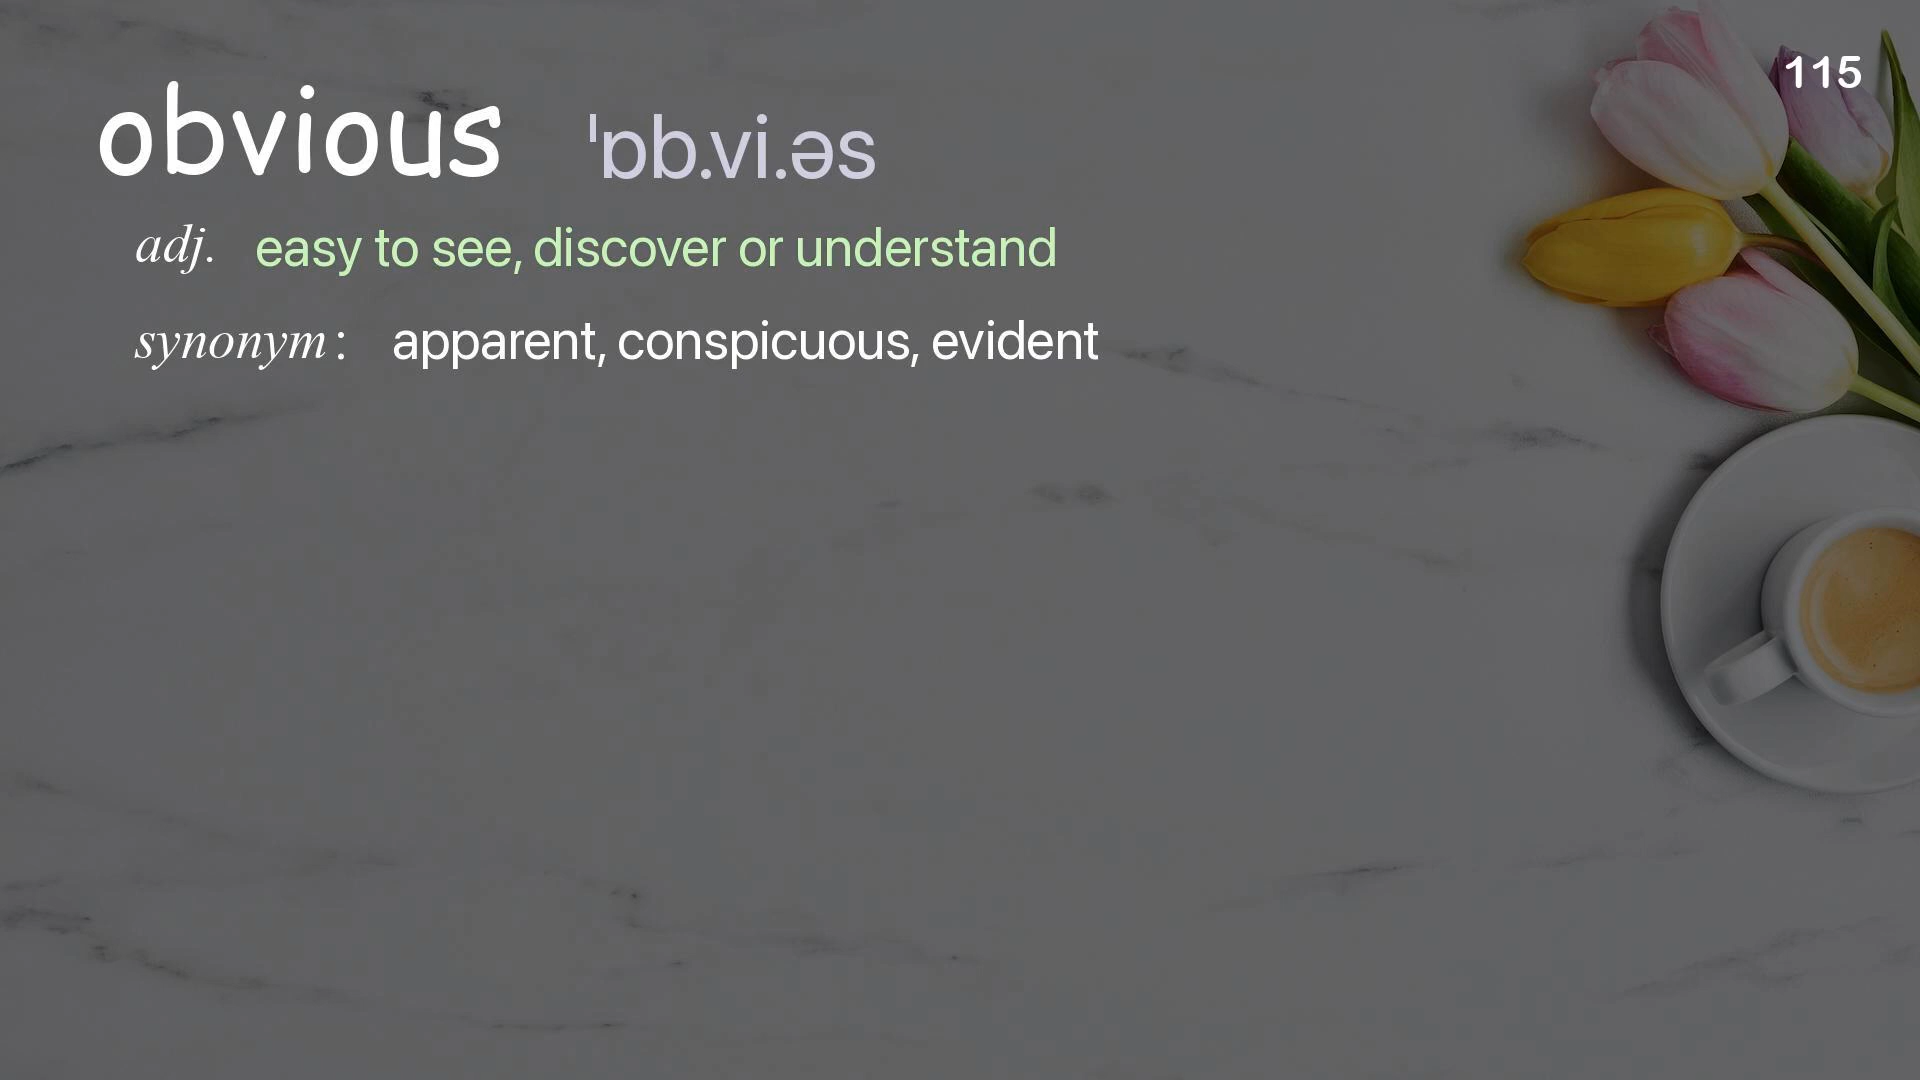 115
obvious ˈɒb.vi.əs
adj. easy to see, discover or understand
synonym : apparent, conspicuous, evident